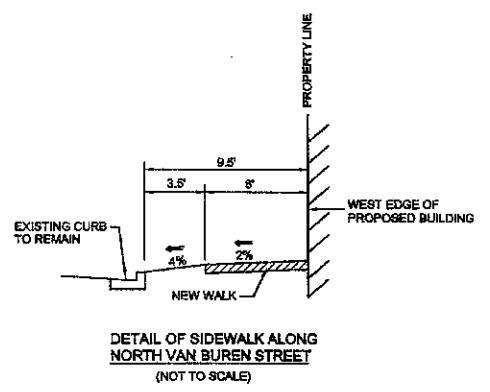 PROPERTY LINE
9.5'
3.5'
6'
WEST EDGE OF
PROPOSED BUILDING
EXISTING CURB
TO REMAIN
4%
2%
NEW WALK
DETAIL OF SIDEWALK ALONG
NORTH VAN BUREN STREET
(NOT TO SCALE)